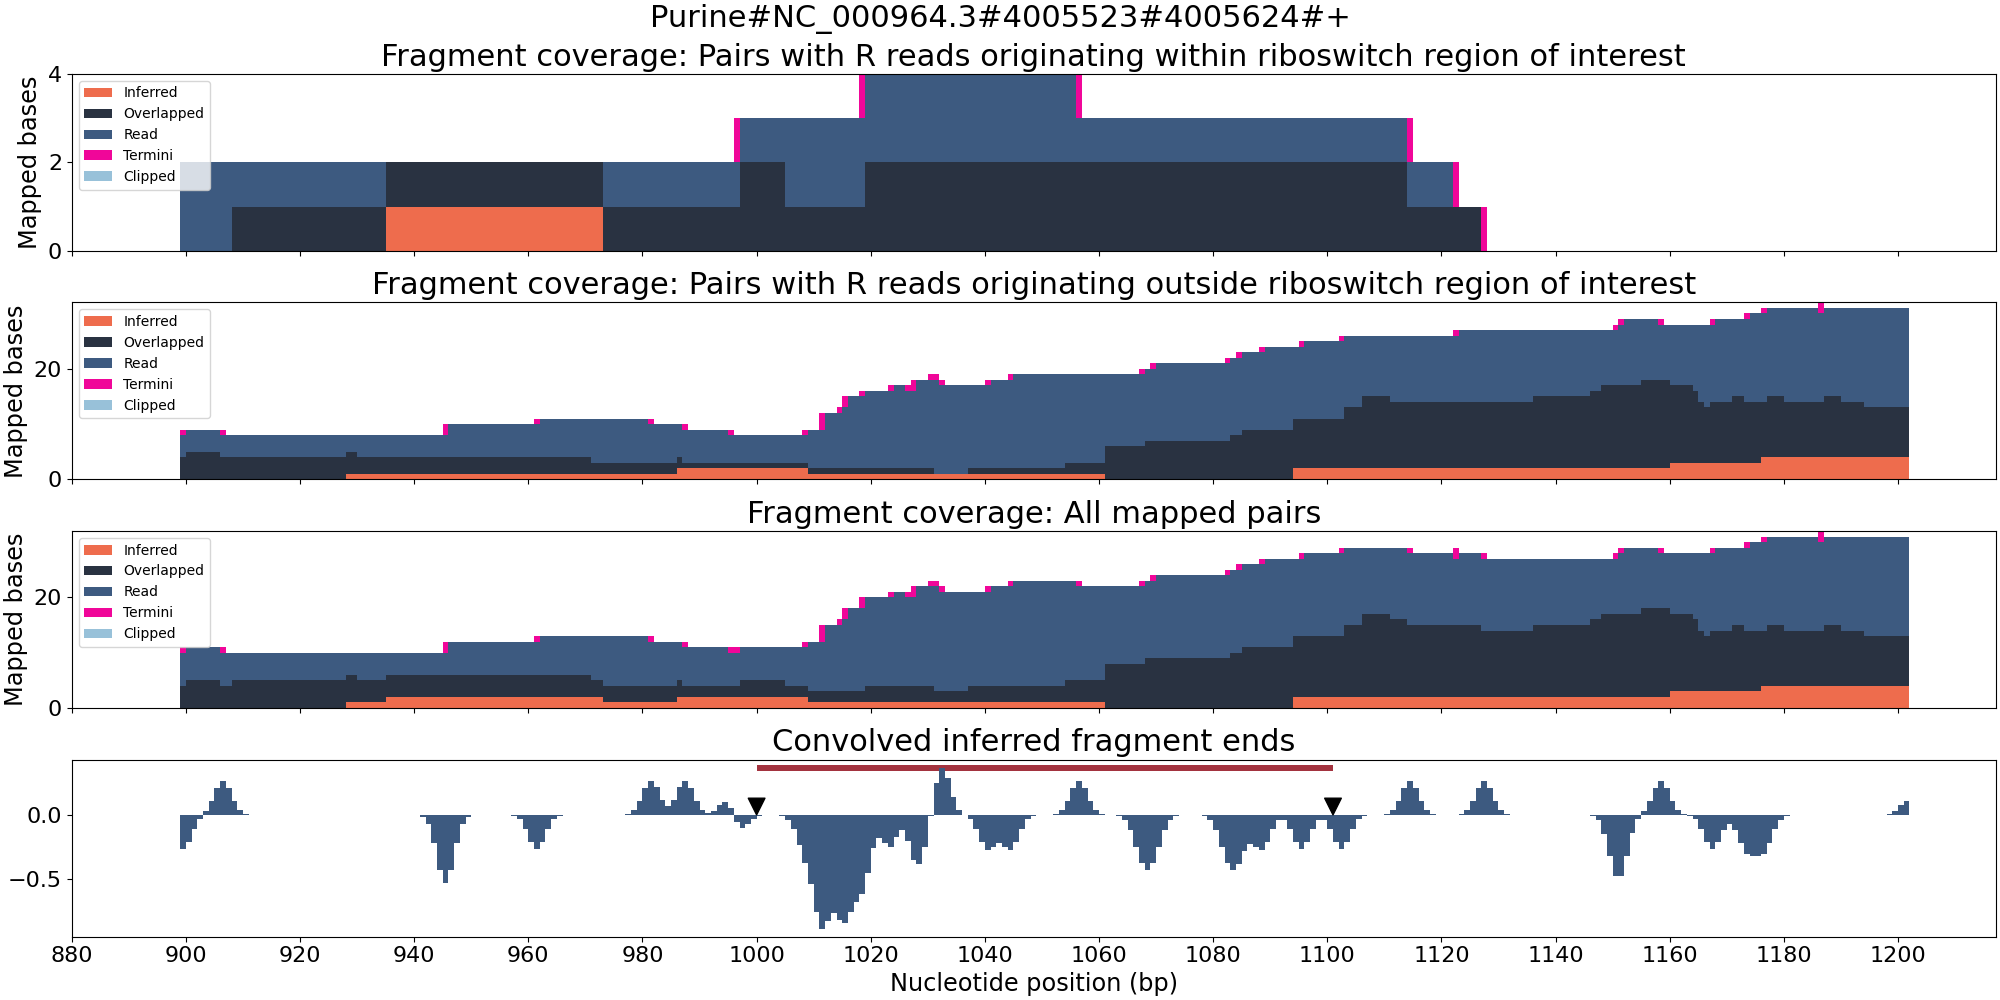 Purine#NC_000964.3#4005523#4005624#+
Fragment coverage: Pairs with R reads originating within riboswitch region of interest
Mapped bases
4
2
0
Inferred
Overlapped
Read
Termini
Clipped
Fragment coverage: Pairs with R reads originating outside riboswitch region of interest
Mapped bases
20
0
Inferred
Overlapped
Read
Termini
Clipped
Fragment coverage: All mapped pairs
Mapped bases
20
0
Inferred
Overlapped
Read
Termini
Clipped
Convolved inferred fragment ends
0.0
−0.5
880 900 920 940 960 980 1000 1020 1040 1060 1080 1100 1120 1140 1160 1180 1200
Nucleotide position (bp)